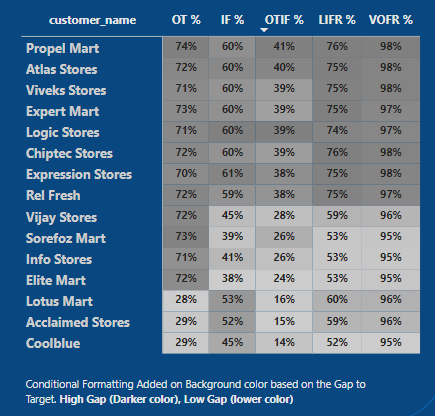 customer_name OT % IF % OTIF % LIFR % VOFR %
Propel Mart 74% 60% 41% 76% 98%
Atlas Stores 72% 60% 40% 75% 98%
Viveks Stores 71% 60% 39% 75% 98%
Expert Mart 73% 60% 39% 75% 97%
Logic Stores 71% 60% 39% 74% 97%
Chiptec Stores 72% 60% 39% 76% 98%
Expression Stores 70% 61% 38% 75% 98%
Rel Fresh 72% 59% 38% 75% 97%
Vijay Stores 72% 45% 28% 59% 96%
Sorefoz Mart 73% 39% 26% 53% 95%
Info Stores 71% 41% 26% 53% 95%
Elite Mart 72% 38% 24% 53% 95%
Lotus Mart 28% 53% 16% 60% 96%
Acclaimed Stores 29% 52% 15% 59% 96%
Coolblue 29% 45% 14% 52% 95%
Conditional Formatting Added on Background color based on the Gap to
Target. High Gap (Darker color), Low Gap (lower color)